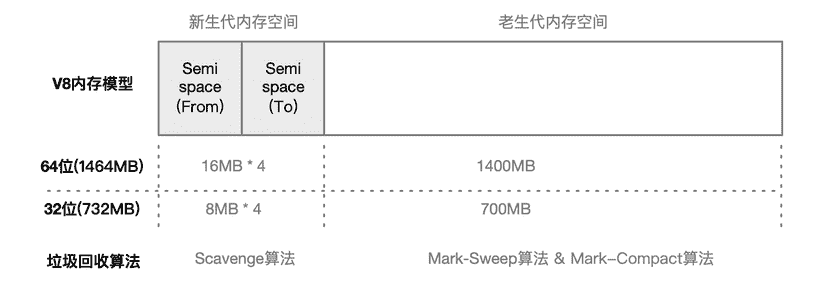 新生代内存空间
老生代内存空间
V8内存模型
Semi
space
(From)
Semi
space
(To)
64位(1464MB)
16MB * 4
1400MB
32位(732MB)
8MB * 4
700MB
垃圾回收算法
Scavenge算法
Mark-Sweep算法 & Mark–Compact算法